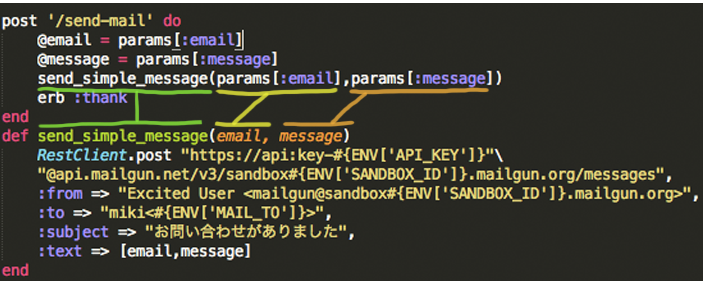 post '/send-mail' do
@email = params[:email]
@message = params[:message]
send_simple_message(params[:email],params[:message])
erb :thank
end
def send_simple_message(email, message)
RestClient.post "https://api:key-#{ENV['API_KEY']}"\
"@api.mailgun.net/v3/sandbox#{ENV['SANDBOX_ID']}.mailgun.org/messages",
:from => "Excited User <mailgun@sandbox#{ENV['SANDBOX_ID']}.mailgun.org>",
:to => "miki<#{ENV['MAIL_TO']}>",
:subject => "お問い合わせがありました",
:text => [email,message]
end